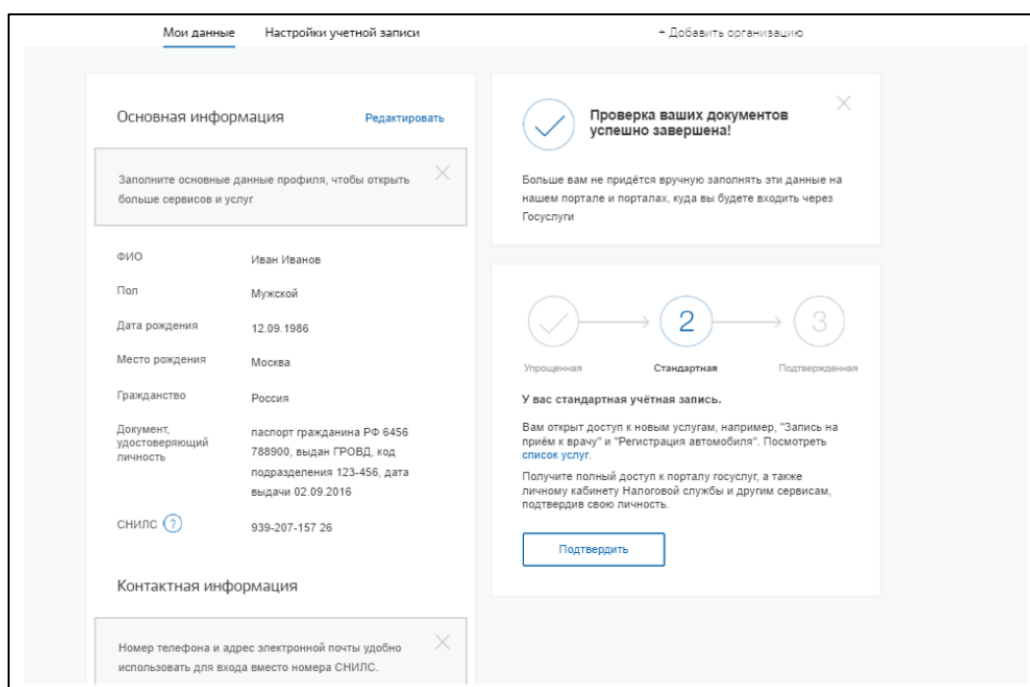 Мои данные
Настройки учетной записи
+ Добавить организацию
Основная информация
Редактировать
Заполните основные данные профиля, чтобы открыть
больше сервисов и услуг
ФИО
Иван Иванов
Пол
Мужской
Дата рождения
12.09.1986
Место рождения
Москва
Гражданство
Россия
Документ,
удостоверяющий
личность
паспорт гражданина РФ 6456
788900, выдан ГРОВД, код
подразделения 123-456, дата
выдачи 02.09.2016
СНИЛС ?
939-207-157 26
Контактная информация
Номер телефона и адрес электронной почты удобно
использовать для входа вместо номера СНИЛС.
Проверка ваших документов
успешно завершена!
Больше вам не придётся вручную заполнять эти данные на
нашем портале и порталах, куда вы будете входить через
Госуслуги
2
3
Упрощенная
Стандартная
Подтвержденная
У вас стандартная учётная запись.
Вам открыт доступ к новым услугам, например, "Запись на
приём к врачу" и "Регистрация автомобиля". Посмотреть
список услуг.
Получите полный доступ к порталу госуслуг, а также
личному кабинету Налоговой службы и другим сервисам,
подтвердив свою личность.
Подтвердить